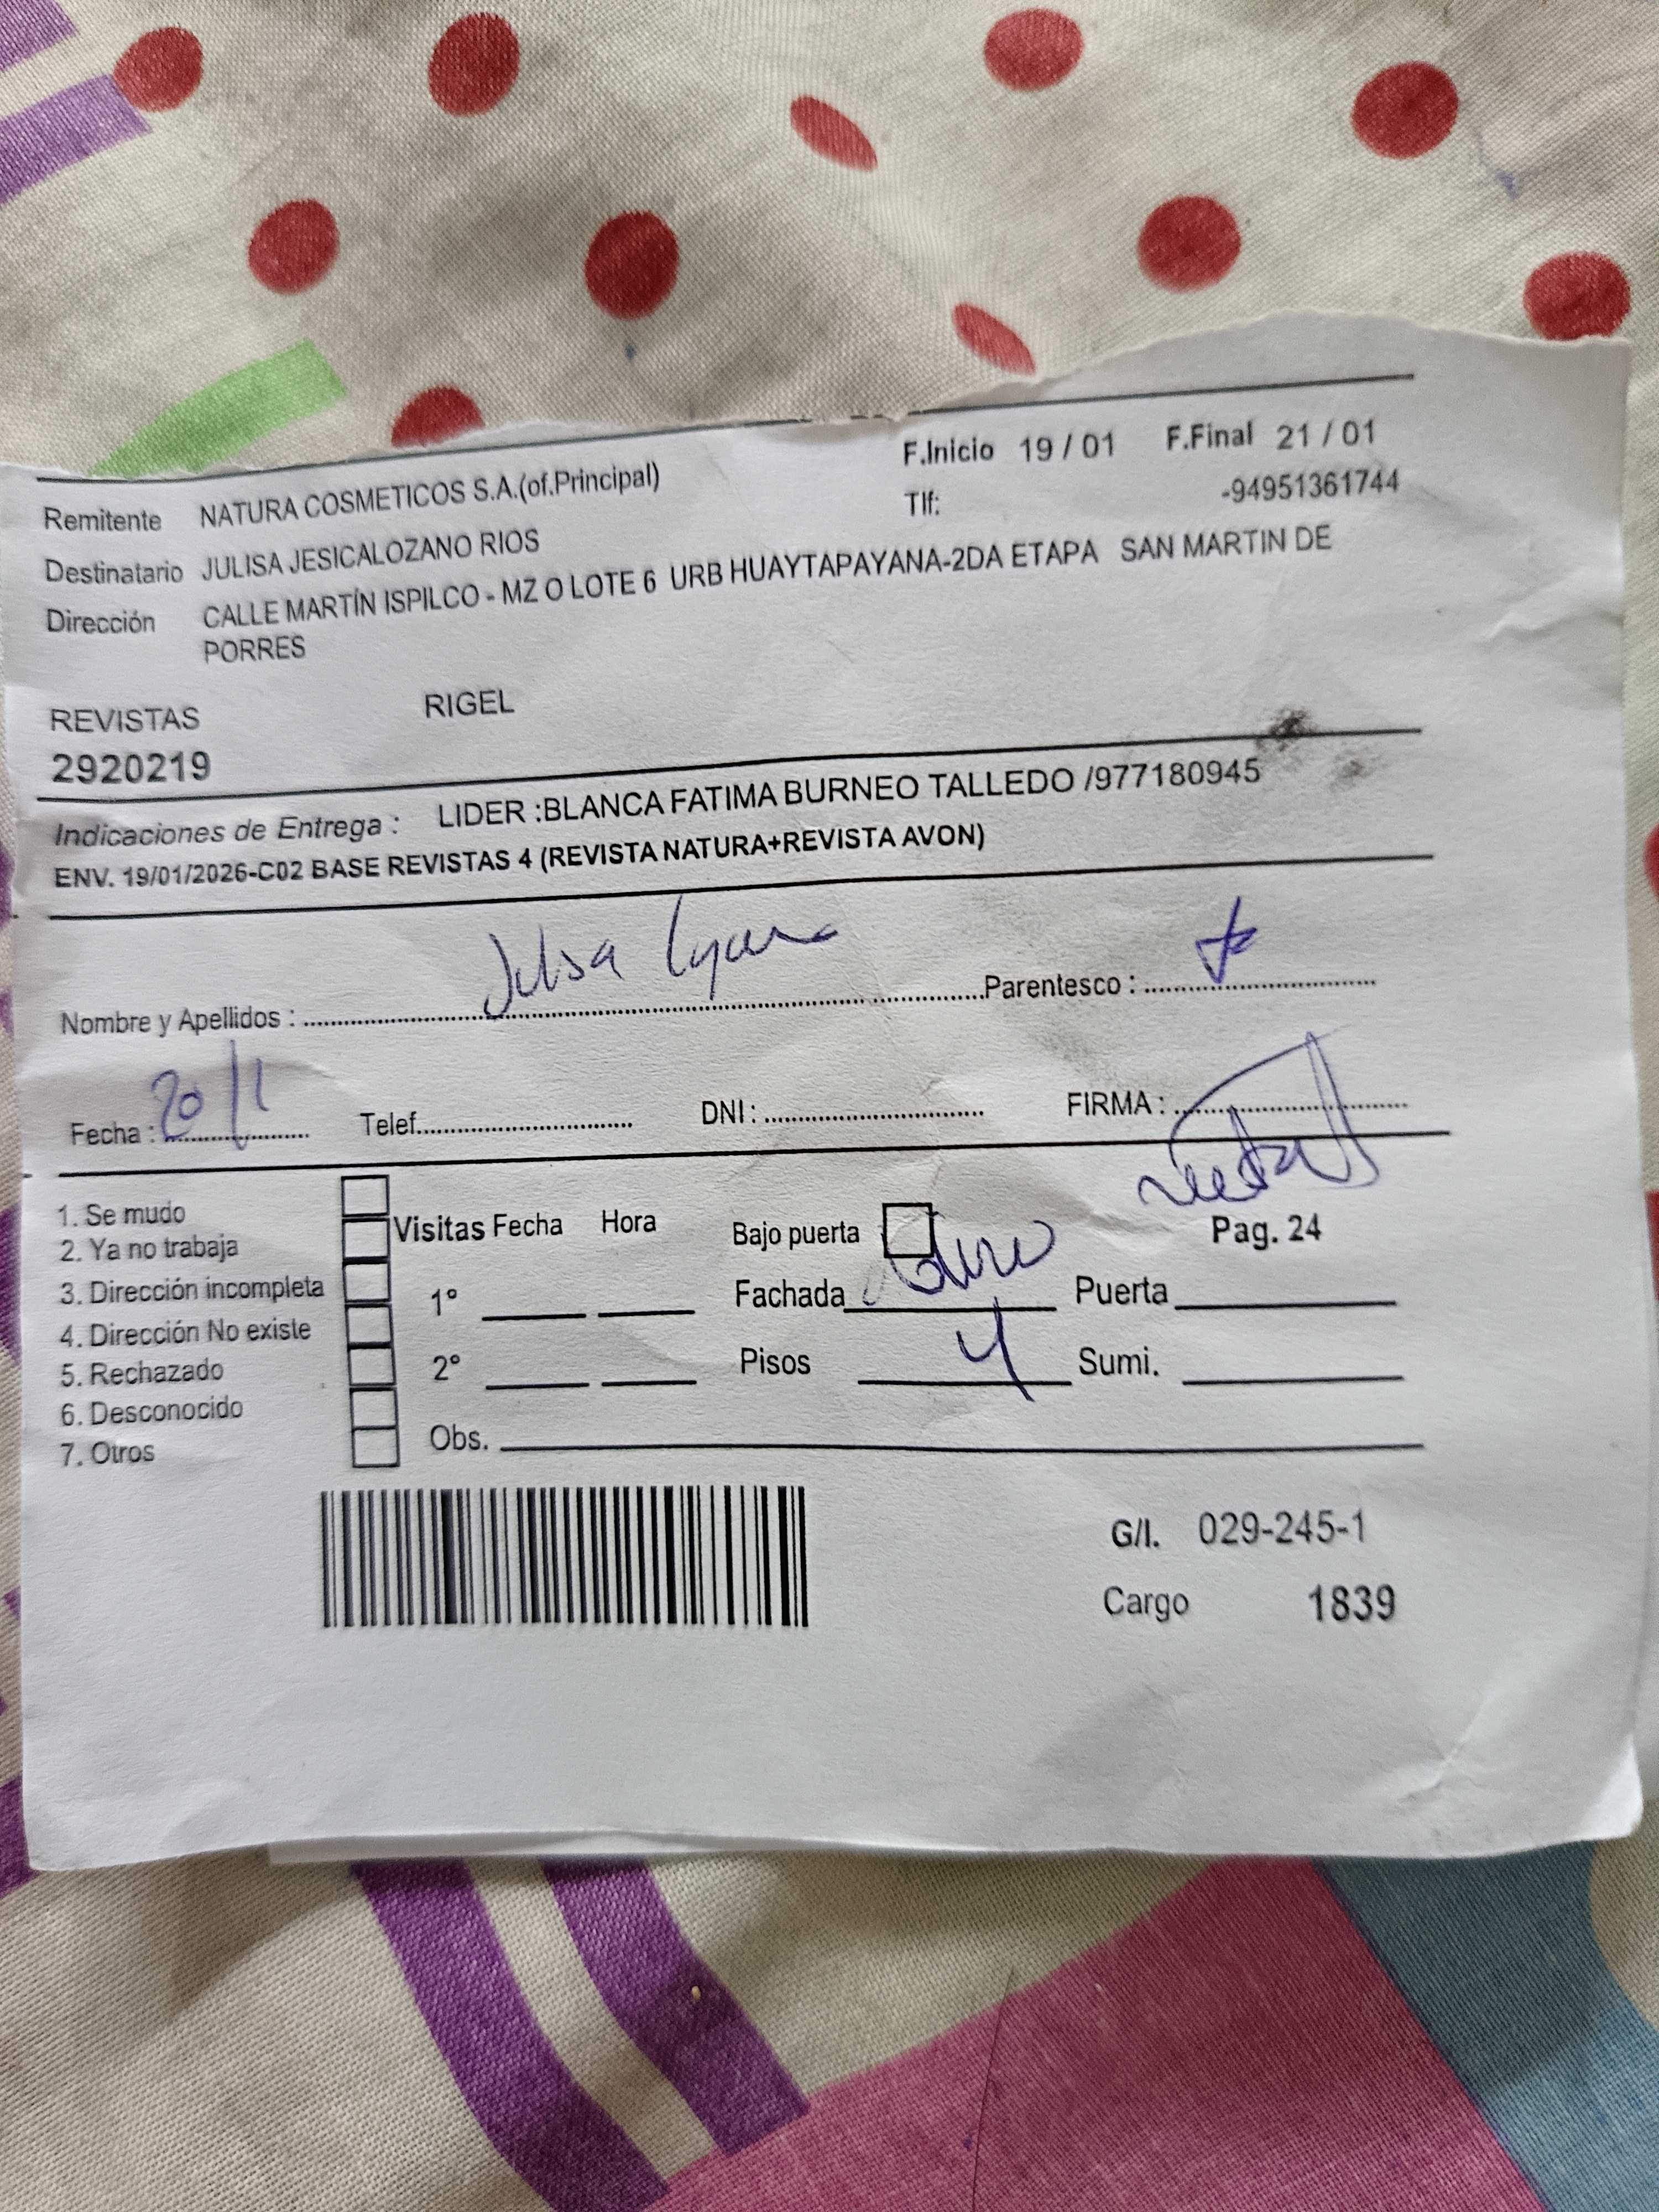 F.Inicio 19 / 01 F.Final 21 / 01
Remitente NATURA COSMETICOS S.A.(of.Principal) Tlf: -94951361744
Destinatario JULISA JESICALOZANO RIOS
Dirección CALLE MARTÍN ISPILCO - MZ O LOTE 6 URB HUAYTAPAYANA-2DA ETAPA SAN MARTIN DE
PORRES
REVISTAS RIGEL
2920219
Indicaciones de Entrega : LIDER :BLANCA FATIMA BURNEO TALLEDO /977180945
ENV. 19/01/2026-C02 BASE REVISTAS 4 (REVISTA NATURA+REVISTA AVON)
Nombre y Apellidos : Julisa Parentesco :
Fecha : 20/1 Telef. DNI : FIRMA :
1. Se mudo
2. Ya no trabaja Visitas Fecha Hora Bajo puerta Pag. 24
3. Dirección incompleta 1° Fachada Puerta
4. Dirección No existe
5. Rechazado 2° Pisos 4 Sumi.
6. Desconocido
7. Otros Obs.
G/I. 029-245-1
Cargo 1839